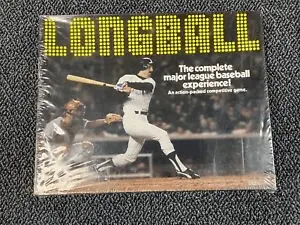 LONGBALL
The complete
major league baseball
experience!
An action-packed competitive game.